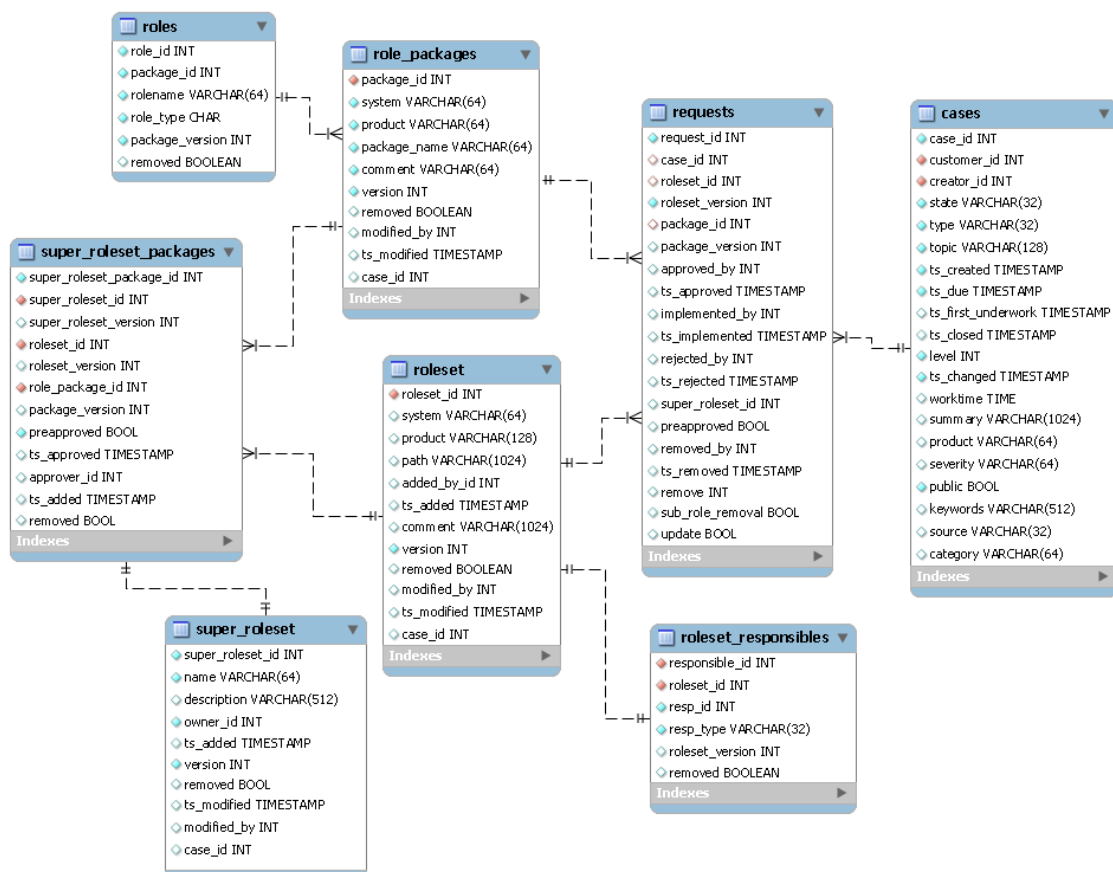 roles
role_id INT
package_id INT
rolename VARCHAR(64)
role_type CHAR
package_version INT
removed BOOLEAN
role_packages
package_id INT
system VARCHAR(64)
product VARCHAR(64)
package_name VARCHAR(64)
comment VARCHAR(64)
version INT
removed BOOLEAN
modified_by INT
ts_modified TIMESTAMP
case_id INT
Indexes
requests
request_id INT
case_id INT
roleset_id INT
roleset_version INT
package_id INT
package_version INT
approved_by INT
ts_approved TIMESTAMP
implemented_by INT
ts_implemented TIMESTAMP
rejected_by INT
ts_rejected TIMESTAMP
super_roleset_id INT
preapproved BOOL
removed_by INT
ts_removed TIMESTAMP
remove INT
sub_role_removal BOOL
update BOOL
Indexes
cases
case_id INT
customer_id INT
creator_id INT
state VARCHAR(32)
type VARCHAR(32)
topic VARCHAR(128)
ts_created TIMESTAMP
ts_due TIMESTAMP
ts_first_underwork TIMESTAMP
ts_closed TIMESTAMP
level INT
ts_changed TIMESTAMP
worktime TIME
summary VARCHAR(1024)
product VARCHAR(64)
severity VARCHAR(64)
public BOOL
keywords VARCHAR(512)
source VARCHAR(32)
category VARCHAR(64)
Indexes
super_roleset_packages
super_roleset_package_id INT
super_roleset_id INT
super_roleset_version INT
roleset_id INT
roleset_version INT
role_package_id INT
package_version INT
preapproved BOOL
ts_approved TIMESTAMP
approver_id INT
ts_added TIMESTAMP
removed BOOL
Indexes
roleset
roleset_id INT
system VARCHAR(64)
product VARCHAR(128)
path VARCHAR(1024)
added_by_id INT
ts_added TIMESTAMP
comment VARCHAR(1024)
version INT
removed BOOLEAN
modified_by INT
ts_modified TIMESTAMP
case_id INT
Indexes
super_roleset
super_roleset_id INT
name VARCHAR(64)
description VARCHAR(512)
owner_id INT
ts_added TIMESTAMP
version INT
removed BOOL
ts_modified TIMESTAMP
modified_by INT
case_id INT
roleset_responsibles
responsible_id INT
roleset_id INT
resp_id INT
resp_type VARCHAR(32)
roleset_version INT
removed BOOLEAN
Indexes